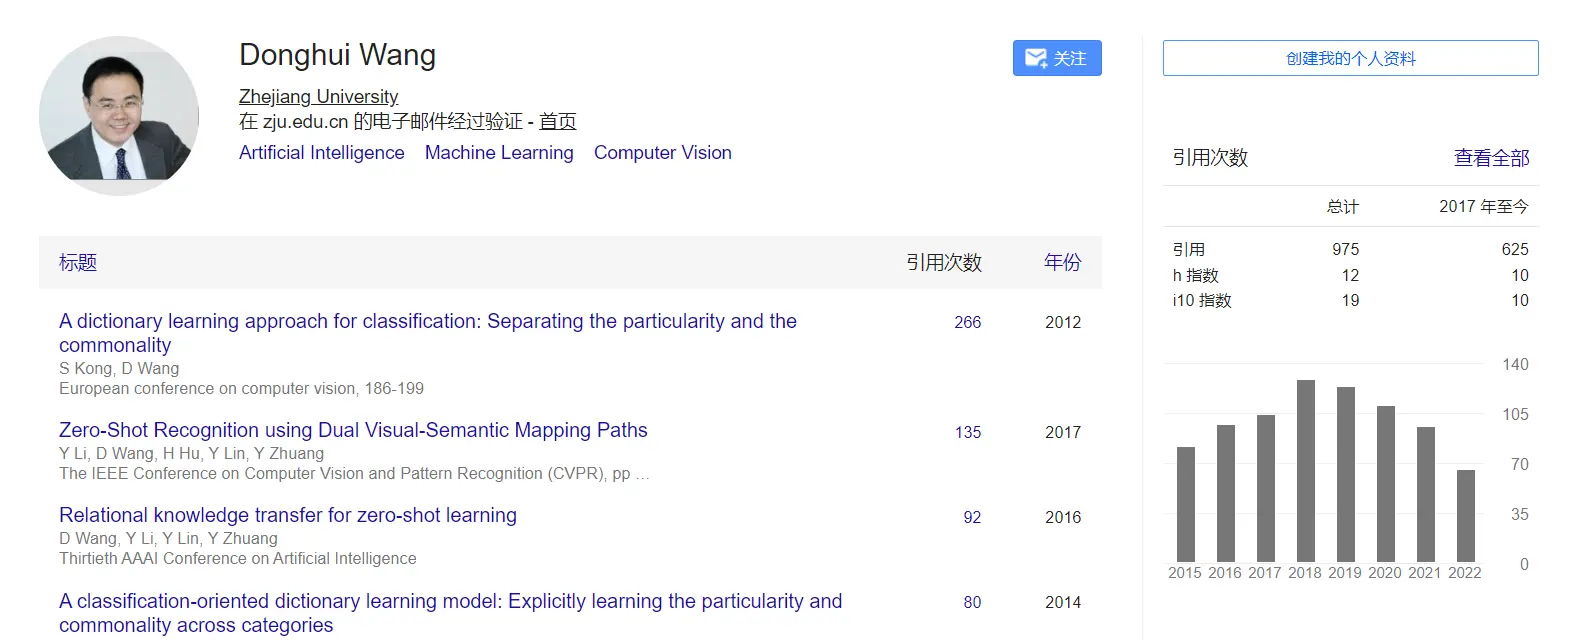 Donghui Wang
关注
Zhejiang University
在 zju.edu.cn 的电子邮件经过验证 - 首页
Artificial Intelligence Machine Learning Computer Vision
标题 引用次数 年份
A dictionary learning approach for classification: Separating the particularity and the
commonality
266 2012
S Kong, D Wang
European conference on computer vision, 186-199
Zero-Shot Recognition using Dual Visual-Semantic Mapping Paths
135 2017
Y Li, D Wang, H Hu, Y Lin, Y Zhuang
The IEEE Conference on Computer Vision and Pattern Recognition (CVPR), pp ...
Relational knowledge transfer for zero-shot learning
92 2016
D Wang, Y Li, Y Lin, Y Zhuang
Thirtieth AAAI Conference on Artificial Intelligence
A classification-oriented dictionary learning model: Explicitly learning the particularity and
commonality across categories
80 2014
创建我的个人资料
引用次数 查看全部
总计 2017 年至今
引用 975 625
h 指数 12 10
i10 指数 19 10
140
105
70
35
0
2015 2016 2017 2018 2019 2020 2021 2022